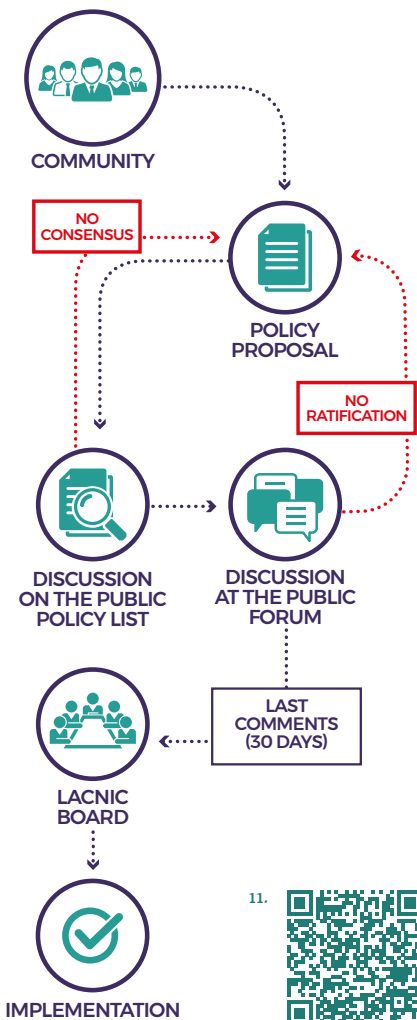 COMMUNITY
NO
CONSENSUS
POLICY
PROPOSAL
NO
RATIFICATION
DISCUSSION
ON THE PUBLIC
POLICY LIST
DISCUSSION
AT THE PUBLIC
FORUM
LAST
COMMENTS
(30 DAYS)
LACNIC
BOARD
11.
IMPLEMENTATION